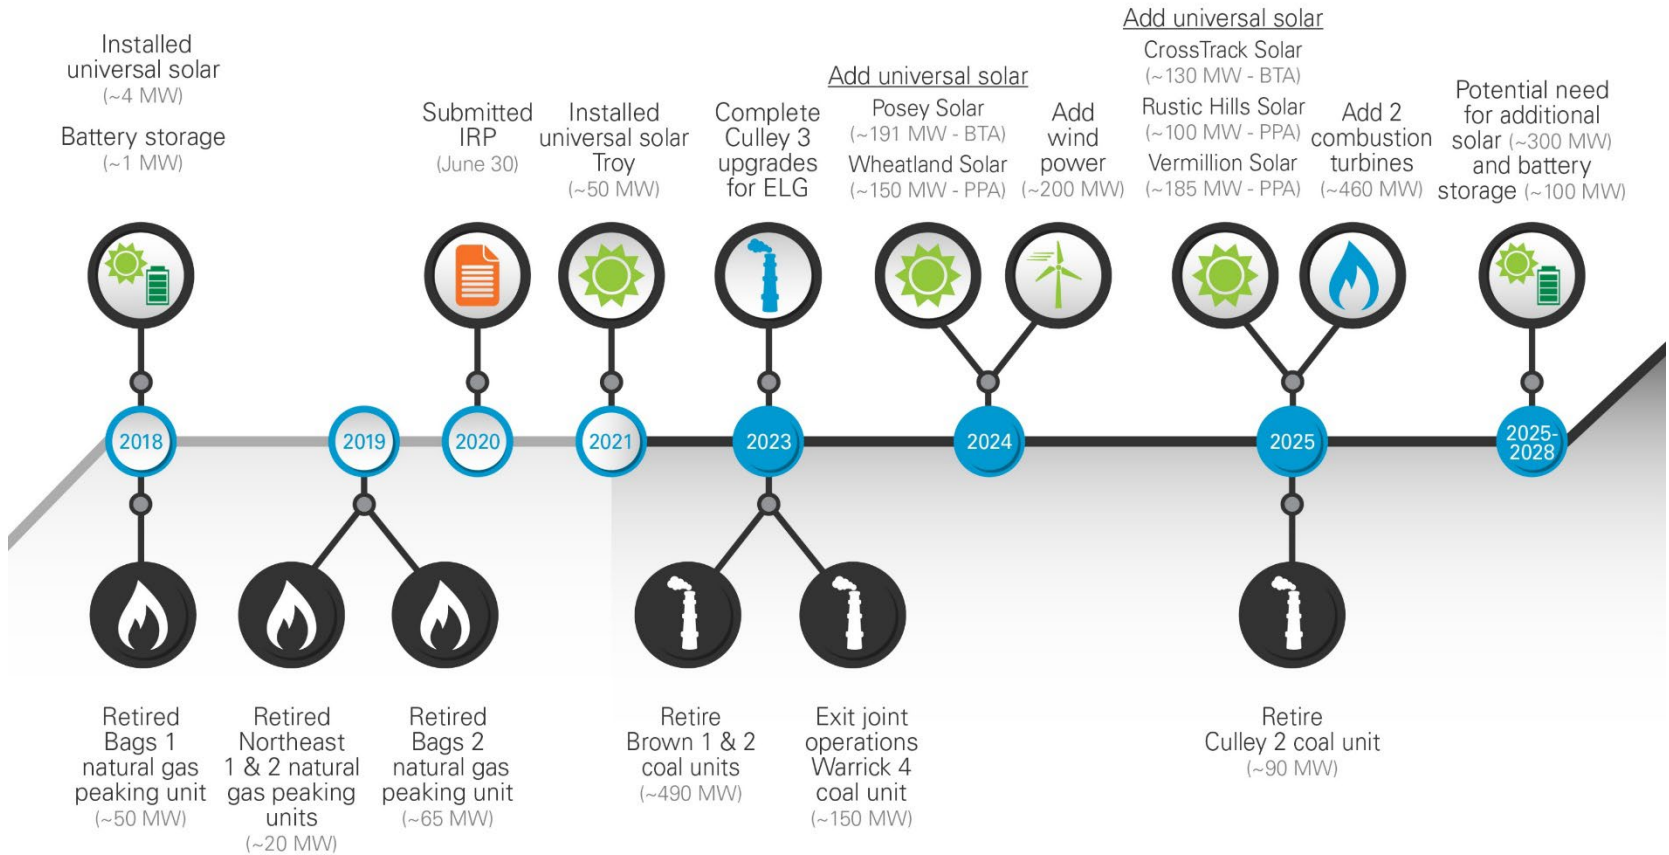 Installed
universal solar
(~4 MW)
Battery storage
(~1 MW)
Submitted
IRP
(June 30)
Installed
universal solar
Troy
(~50 MW)
Complete
Culley 3
upgrades
for ELG
Add universal solar
Posey Solar
(~191 MW - BTA)
Wheatland Solar
(~150 MW - PPA)
Add
wind
power
(~200 MW)
Add universal solar
CrossTrack Solar
(~130 MW - BTA)
Rustic Hills Solar
(~100 MW - PPA)
Vermillion Solar
(~185 MW - PPA)
Add 2
combustion
turbines
(~460 MW)
Potential need
for additional
solar (~300 MW)
and battery
storage (~100 MW)
2018
2019
2020
2021
2023
2024
2025
2025-
2028
Retired
Bags 1
natural gas
peaking unit
(~50 MW)
Retired
Northeast
1 & 2 natural
gas peaking
units
(~20 MW)
Retired
Bags 2
natural gas
peaking unit
(~65 MW)
Retire
Brown 1 & 2
coal units
(~490 MW)
Exit joint
operations
Warrick 4
coal unit
(~150 MW)
Retire
Culley 2 coal unit
(~90 MW)